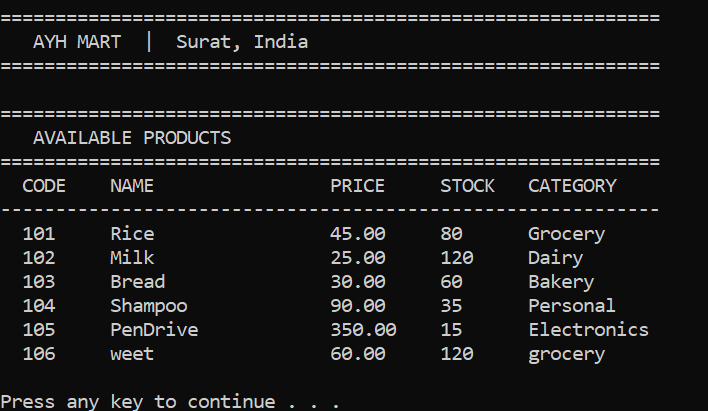 ============================================================
   AYH MART  |  Surat, India
============================================================

============================================================
   AVAILABLE PRODUCTS
============================================================
  CODE    NAME                PRICE     STOCK   CATEGORY
------------------------------------------------------------
  101     Rice                45.00     80      Grocery
  102     Milk                25.00     120     Dairy
  103     Bread               30.00     60      Bakery
  104     Shampoo             90.00     35      Personal
  105     PenDrive            350.00    15      Electronics
  106     weet                60.00     120     grocery

Press any key to continue . . .